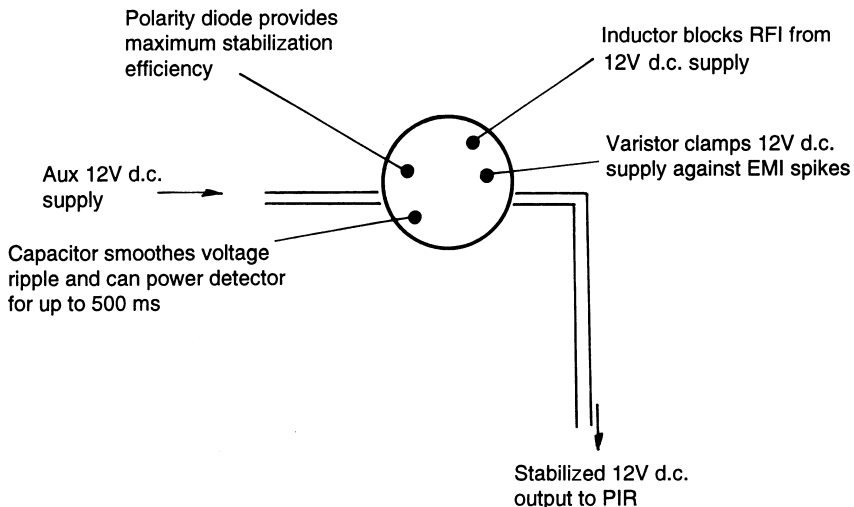 Polarity diode provides
maximum stabilization
efficiency
Inductor blocks RFI from
12V d.c. supply
Varistor clamps 12V d.c.
supply against EMI spikes
Aux 12V d.c.
supply
Capacitor smoothes voltage
ripple and can power detector
for up to 500 ms
Stabilized 12V d.c.
output to PIR